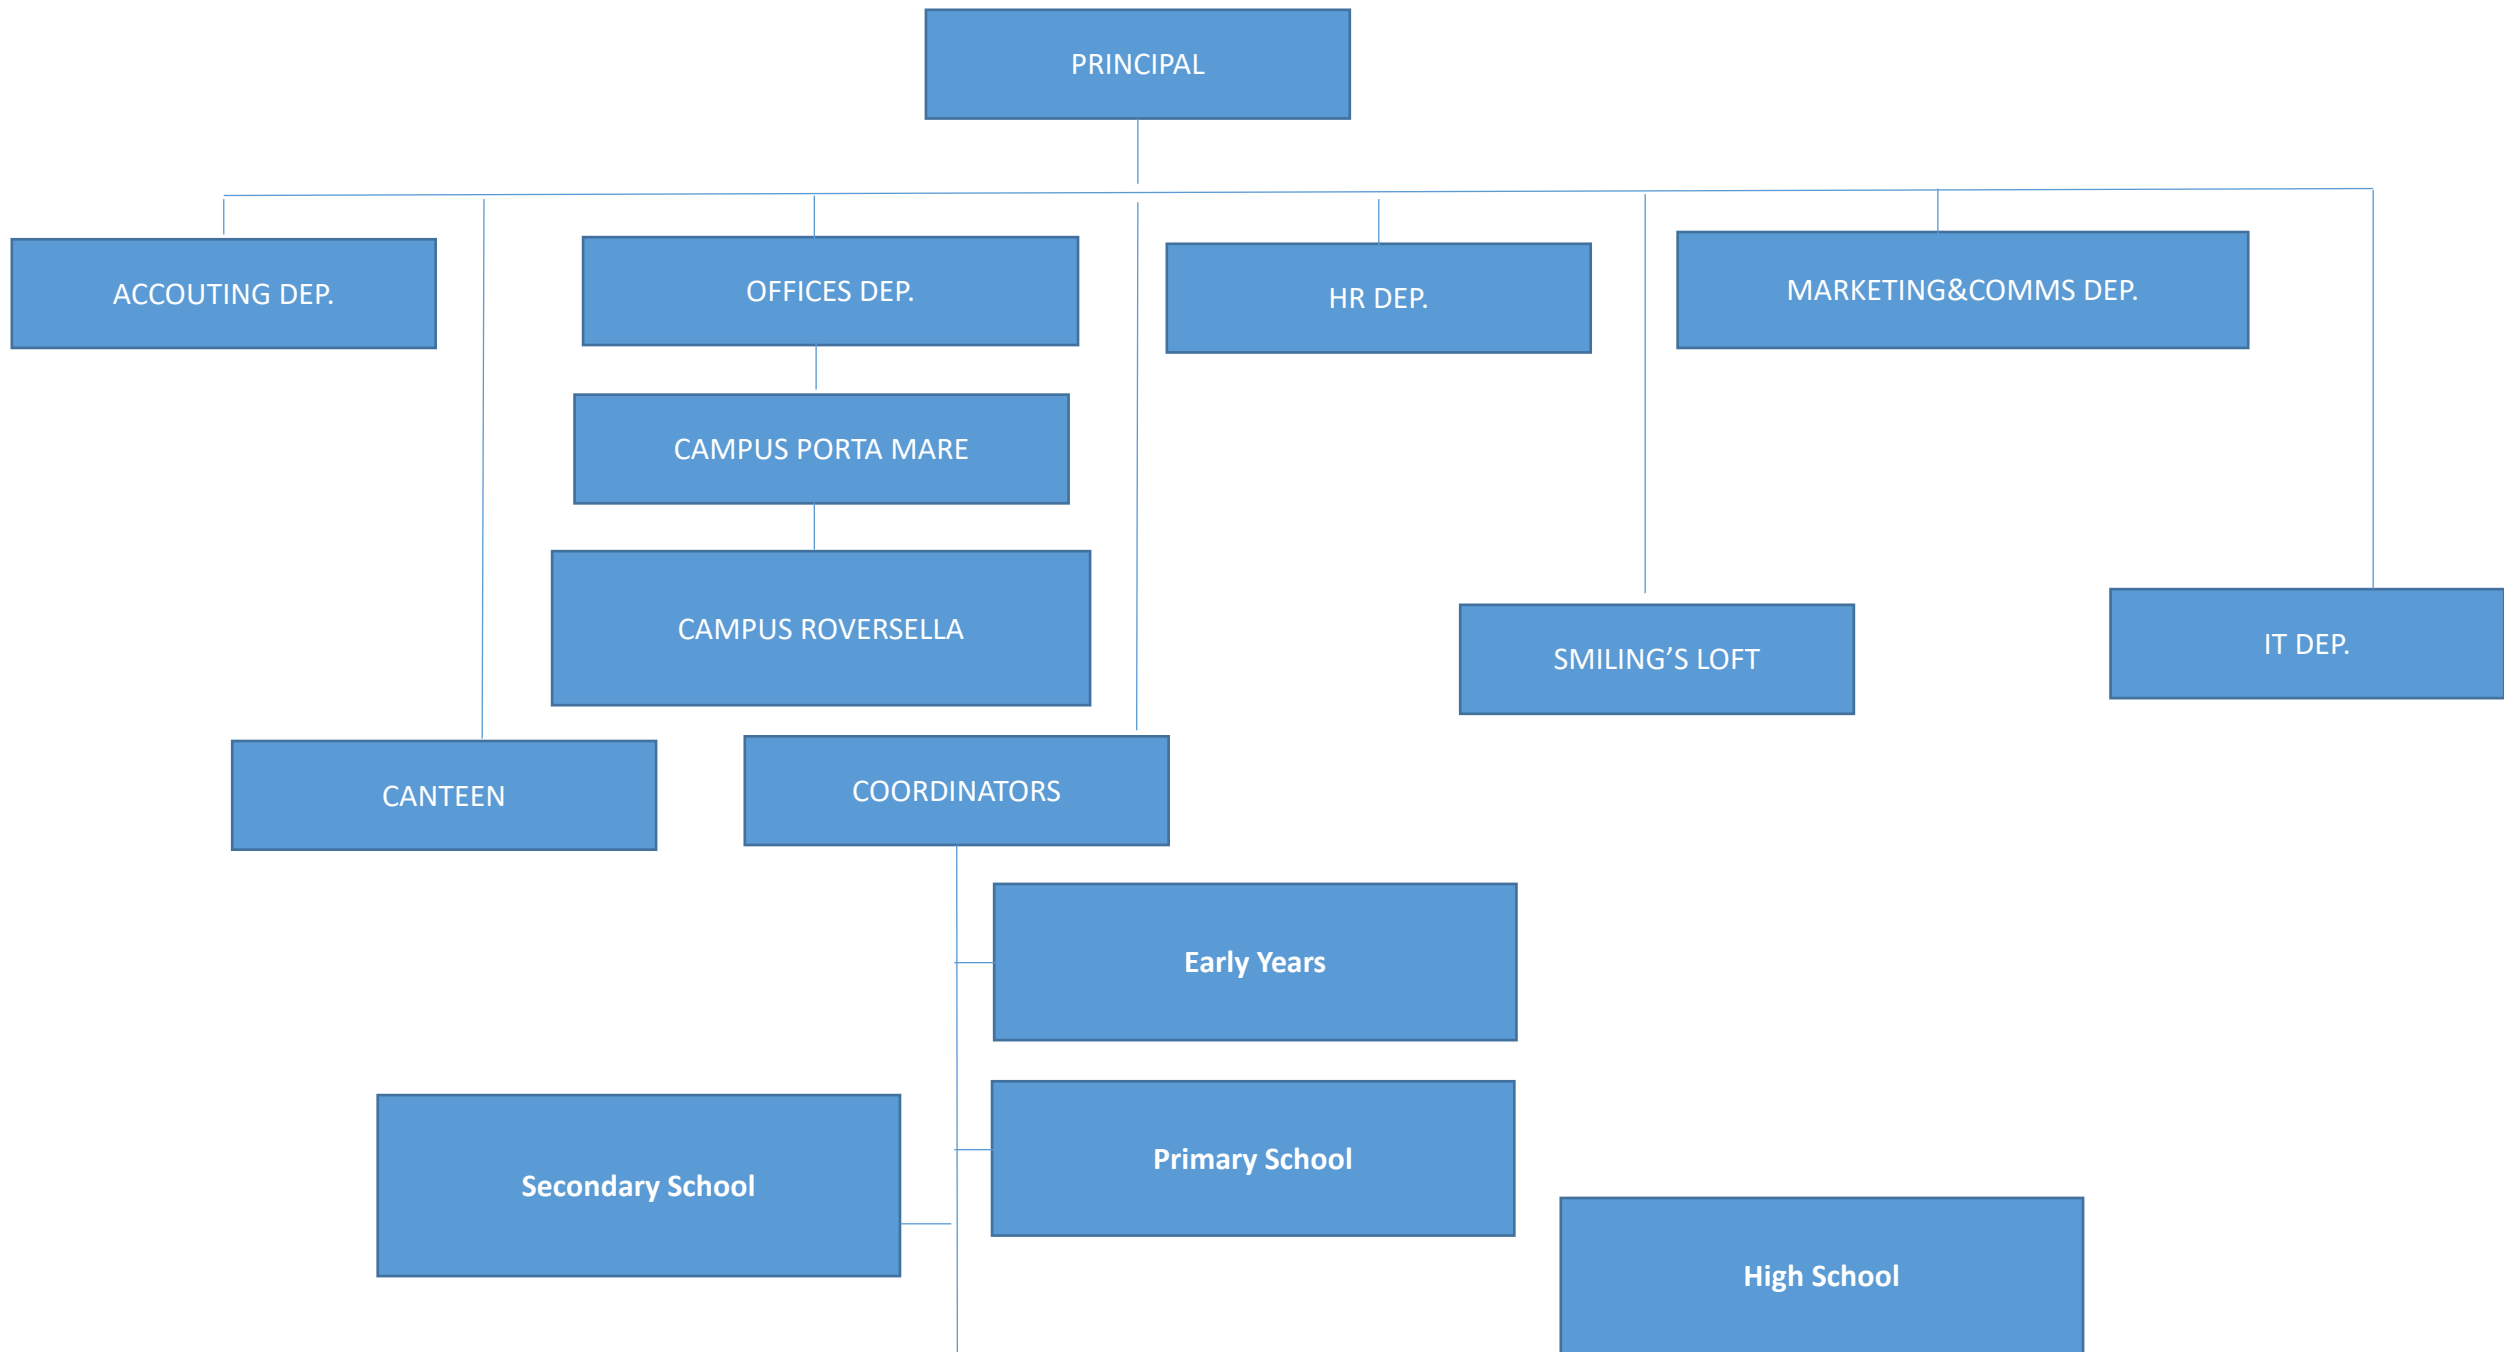 PRINCIPAL
ACCOUTING DEP.
OFFICES DEP.
HR DEP.
MARKETING&COMMS DEP.
CAMPUS PORTA MARE
CAMPUS ROVERSELLA
SMILING’S LOFT
IT DEP.
CANTEEN
COORDINATORS
Early Years
Primary School
Secondary School
High School